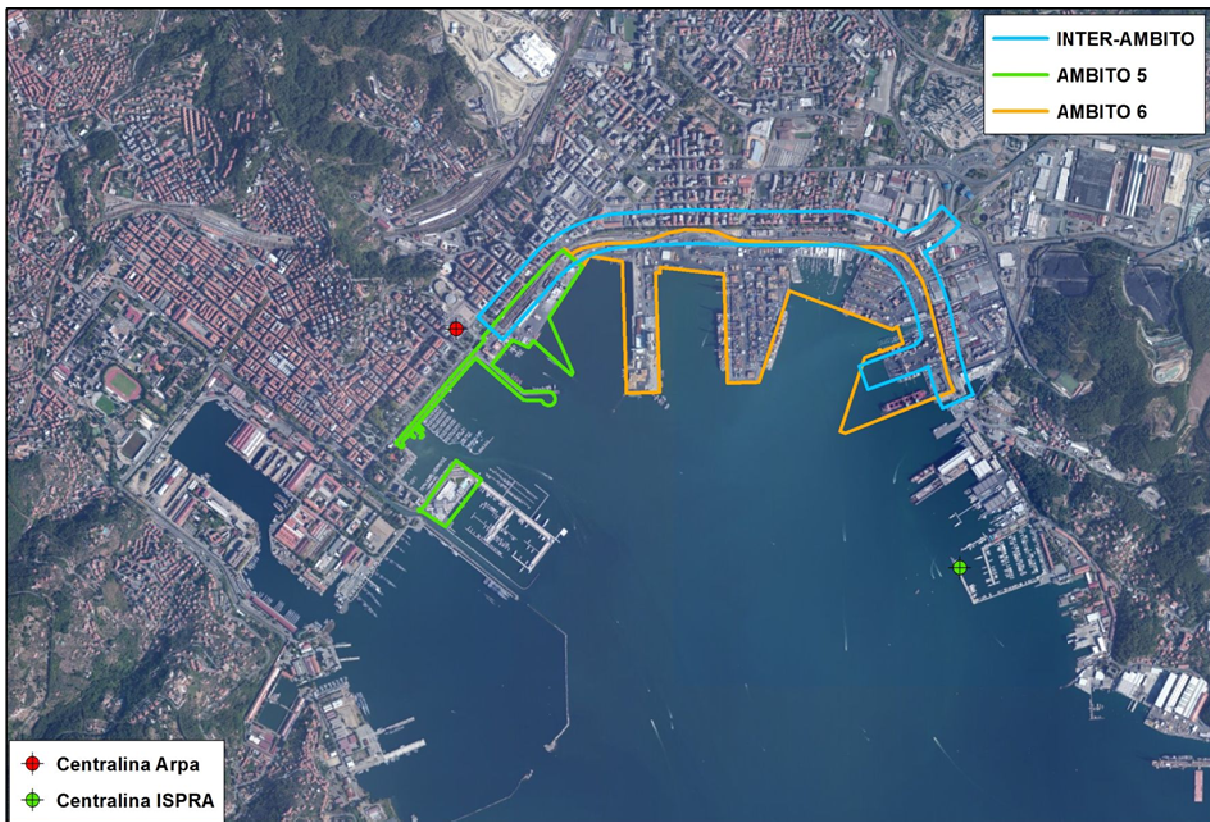 INTER-AMBITO
AMBITO 5
AMBITO 6
Centralina Arpa
Centralina ISPRA